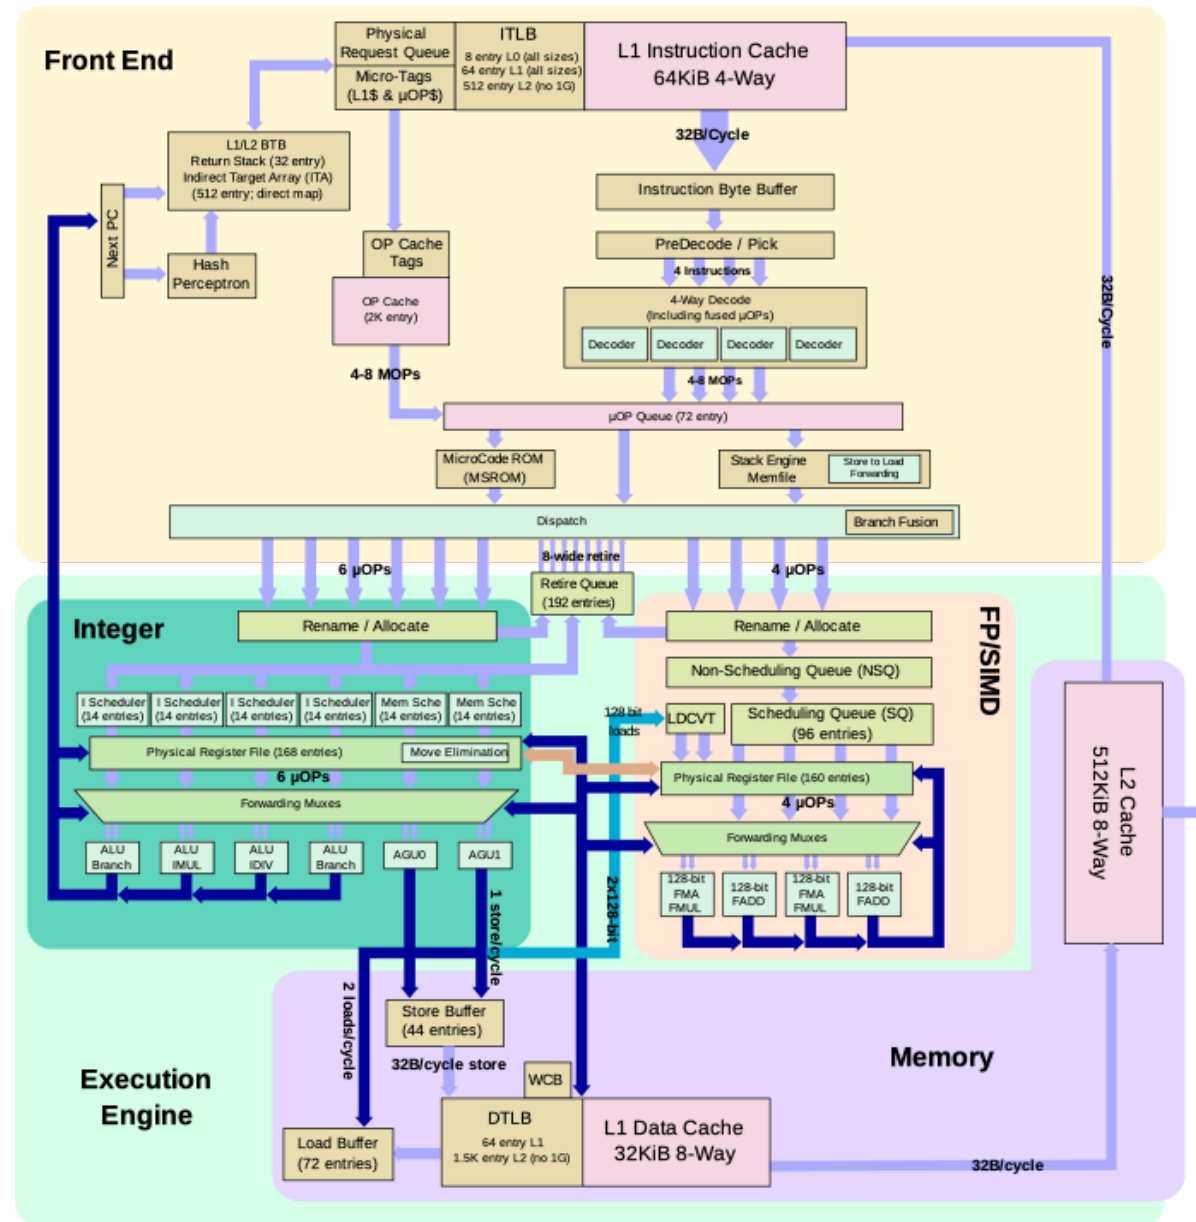 Front End
Physical
Request Queue
Micro-Tags
(L1$ & µOP$)
ITLB
8 entry L0 (all sizes)
64 entry L1 (all sizes)
512 entry L2 (no 1G)
L1 Instruction Cache
64KiB 4-Way
32B/Cycle
L1/L2 BTB
Return Stack (32 entry)
Indirect Target Array (ITA)
(512 entry; direct map)
Next PC
Hash
Perceptron
OP Cache
Tags
OP Cache
(2K entry)
4-8 MOPs
Instruction Byte Buffer
PreDecode / Pick
4 Instructions
4-Way Decode
(Including fused µOPs)
Decoder
Decoder
Decoder
Decoder
4-8 MOPs
32B/Cycle
µOP Queue (72 entry)
MicroCode ROM
(MSROM)
Stack Engine
Memfile
Store to Load
Forwarding
Dispatch
Branch Fusion
6 µOPs
8-wide retire
4 µOPs
Retire Queue
(192 entries)
Integer
Rename / Allocate
I Scheduler
(14 entries)
I Scheduler
(14 entries)
I Scheduler
(14 entries)
I Scheduler
(14 entries)
Mem Sche
(14 entries)
Mem Sche
(14 entries)
Physical Register File (168 entries)
Move Elimination
6 µOPs
Forwarding Muxes
ALU
Branch
ALU
IMUL
ALU
IDIV
ALU
Branch
AGU0
AGU1
FP/SIMD
Rename / Allocate
Non-Scheduling Queue (NSQ)
128 bit
loads
LDCVT
Scheduling Queue (SQ)
(96 entries)
Physical Register File (160 entries)
4 µOPs
Forwarding Muxes
128-bit
FMA
FMUL
128-bit
FADD
128-bit
FMA
FMUL
128-bit
FADD
L2 Cache
512KiB 8-Way
1 store/cycle
2x128-bit
2 loads/cycle
Store Buffer
(44 entries)
32B/cycle store
Memory
Execution
Engine
WCB
DTLB
64 entry L1
1.5K entry L2 (no 1G)
L1 Data Cache
32KiB 8-Way
Load Buffer
(72 entries)
32B/cycle